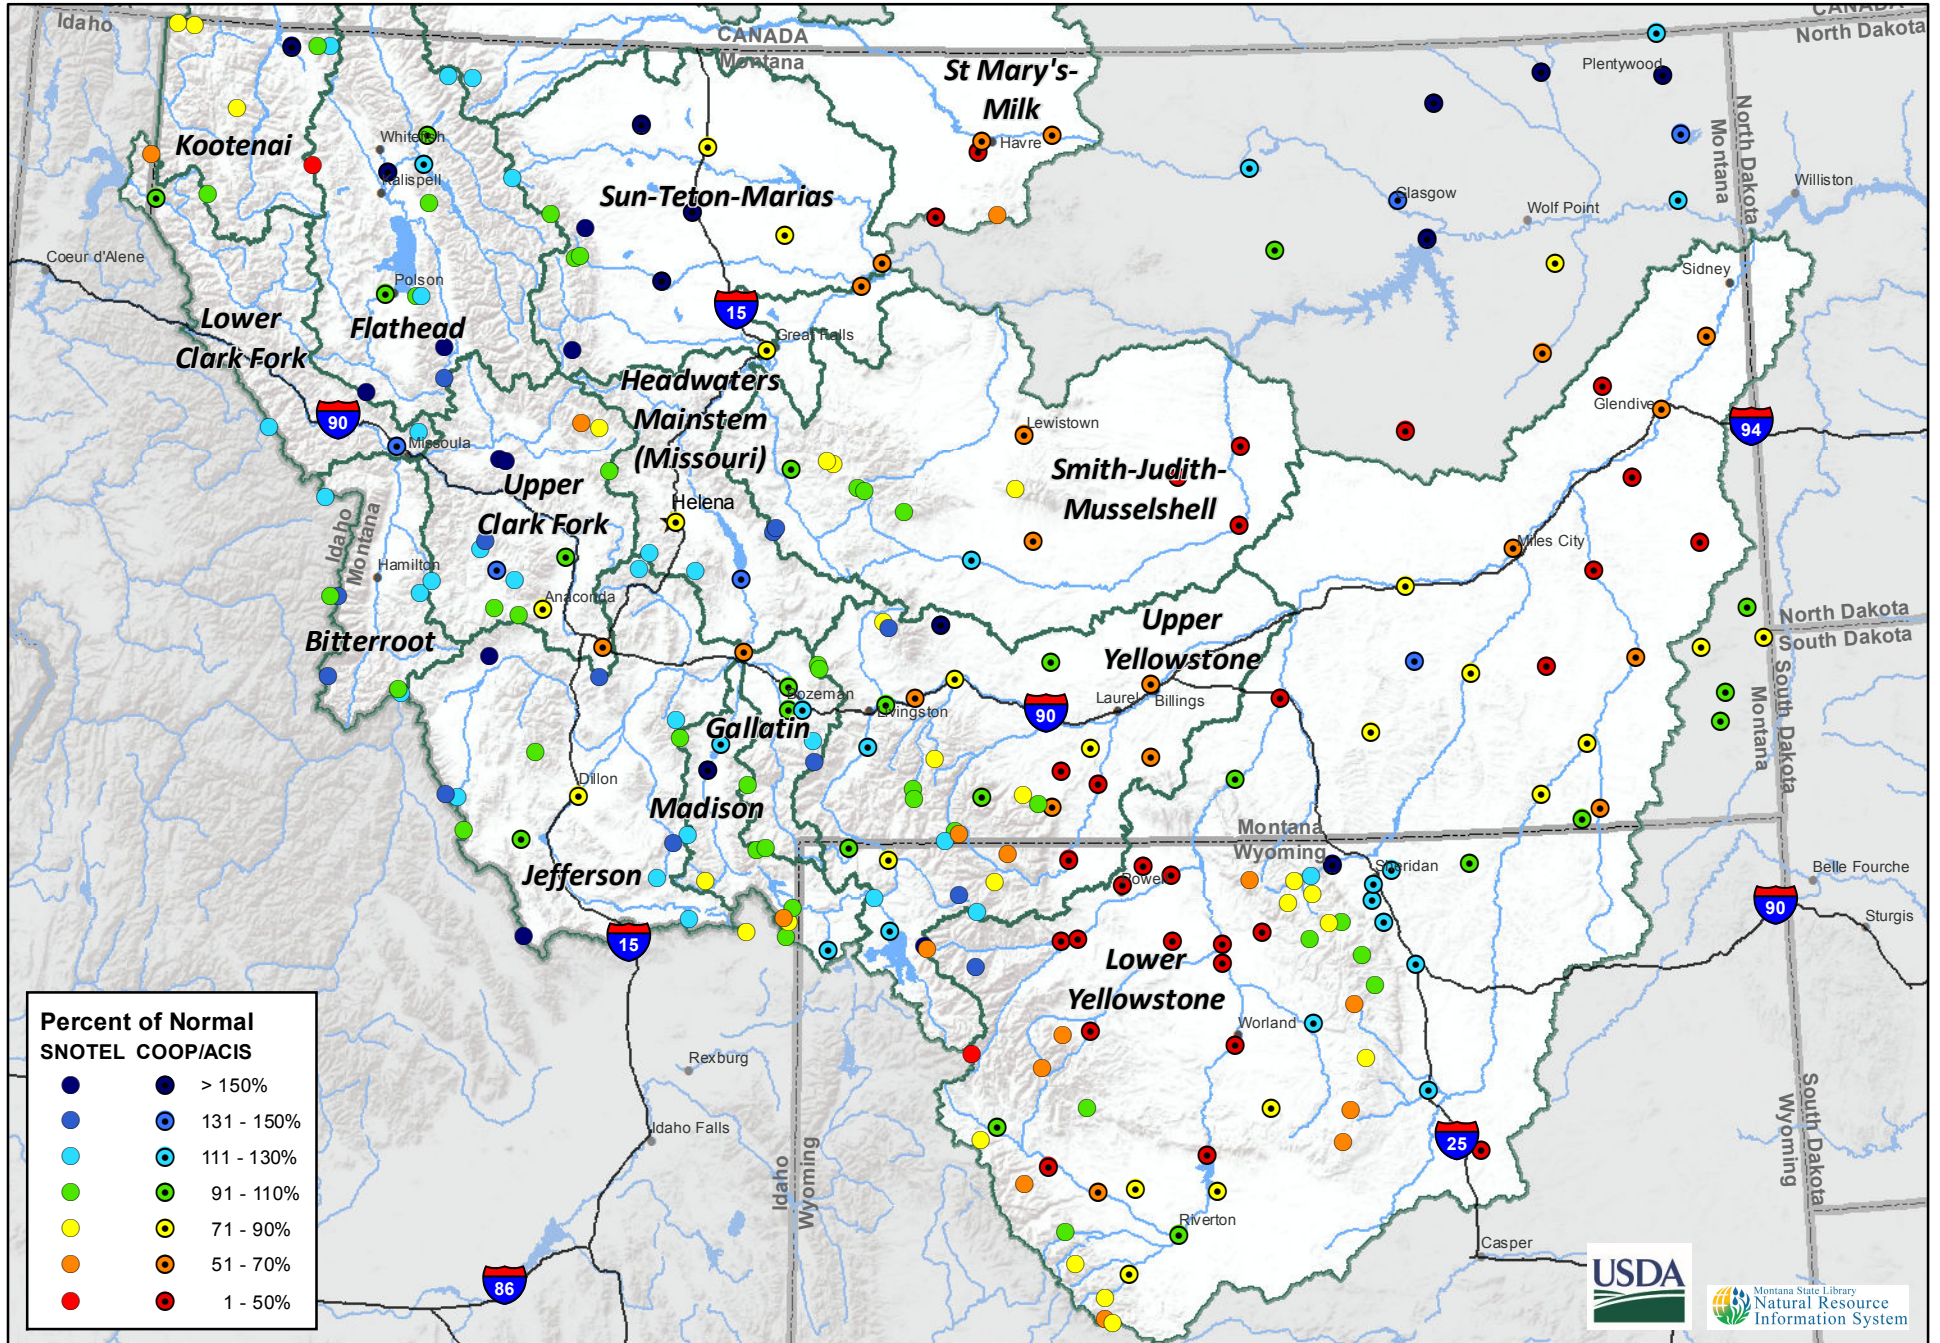 Idaho
CANADA
Montana
CANADA
North Dakota
St Mary's-
Milk
Plentywood
North Dakota
Montana
Kootenai
Whitefish
Havre
Kalispell
Sun-Teton-Marias
Glasgow
Wolf Point
Williston
Coeur d'Alene
Polson
Sidney
15
Lower
Clark Fork
Flathead
Great Falls
Headwaters
Mainstem
(Missouri)
90
Missoula
Lewistown
Glendive
94
Smith-Judith-
Musselshell
Upper
Clark Fork
Helena
Idaho
Montana
Hamilton
Miles City
Anaconda
Bitterroot
North Dakota
South Dakota
Upper
Yellowstone
Bozeman
Livingston
Laurel
Billings
90
South Dakota
Montana
Gallatin
Dillon
Madison
Montana
Wyoming
Jefferson
Powell
Sheridan
Belle Fourche
90
Sturgis
15
Lower
Yellowstone
Worland
Rexburg
Idaho Falls
Idaho
Wyoming
South Dakota
Wyoming
25
Riverton
Casper
86
Percent of Normal
SNOTEL COOP/ACIS
> 150%
131 - 150%
111 - 130%
91 - 110%
71 - 90%
51 - 70%
1 - 50%
USDA
Montana State Library
Natural Resource
Information System